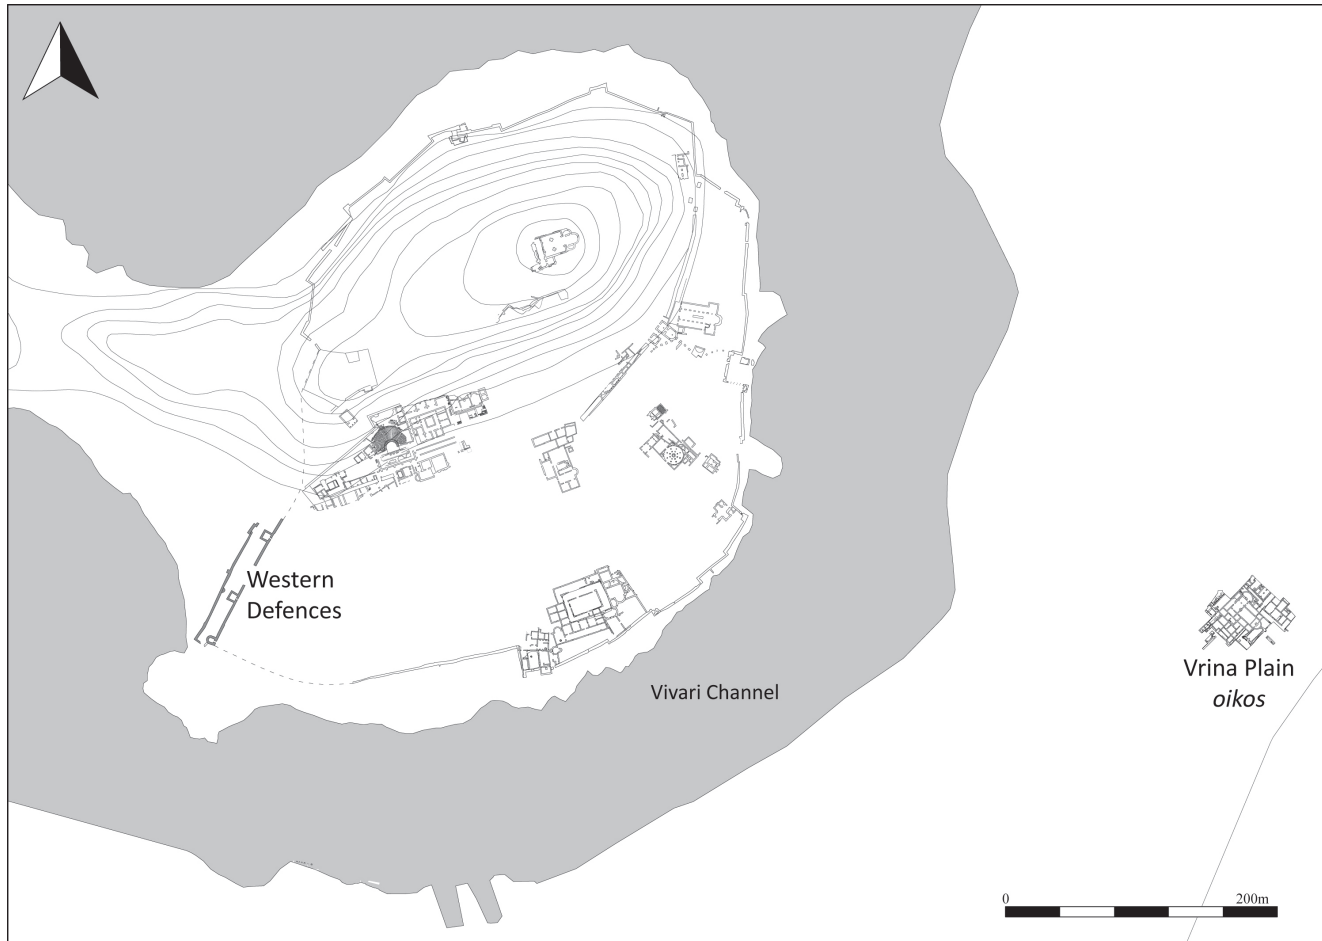 Western
Defences
Vivari Channel
Vrina Plain
oikos
0 200m